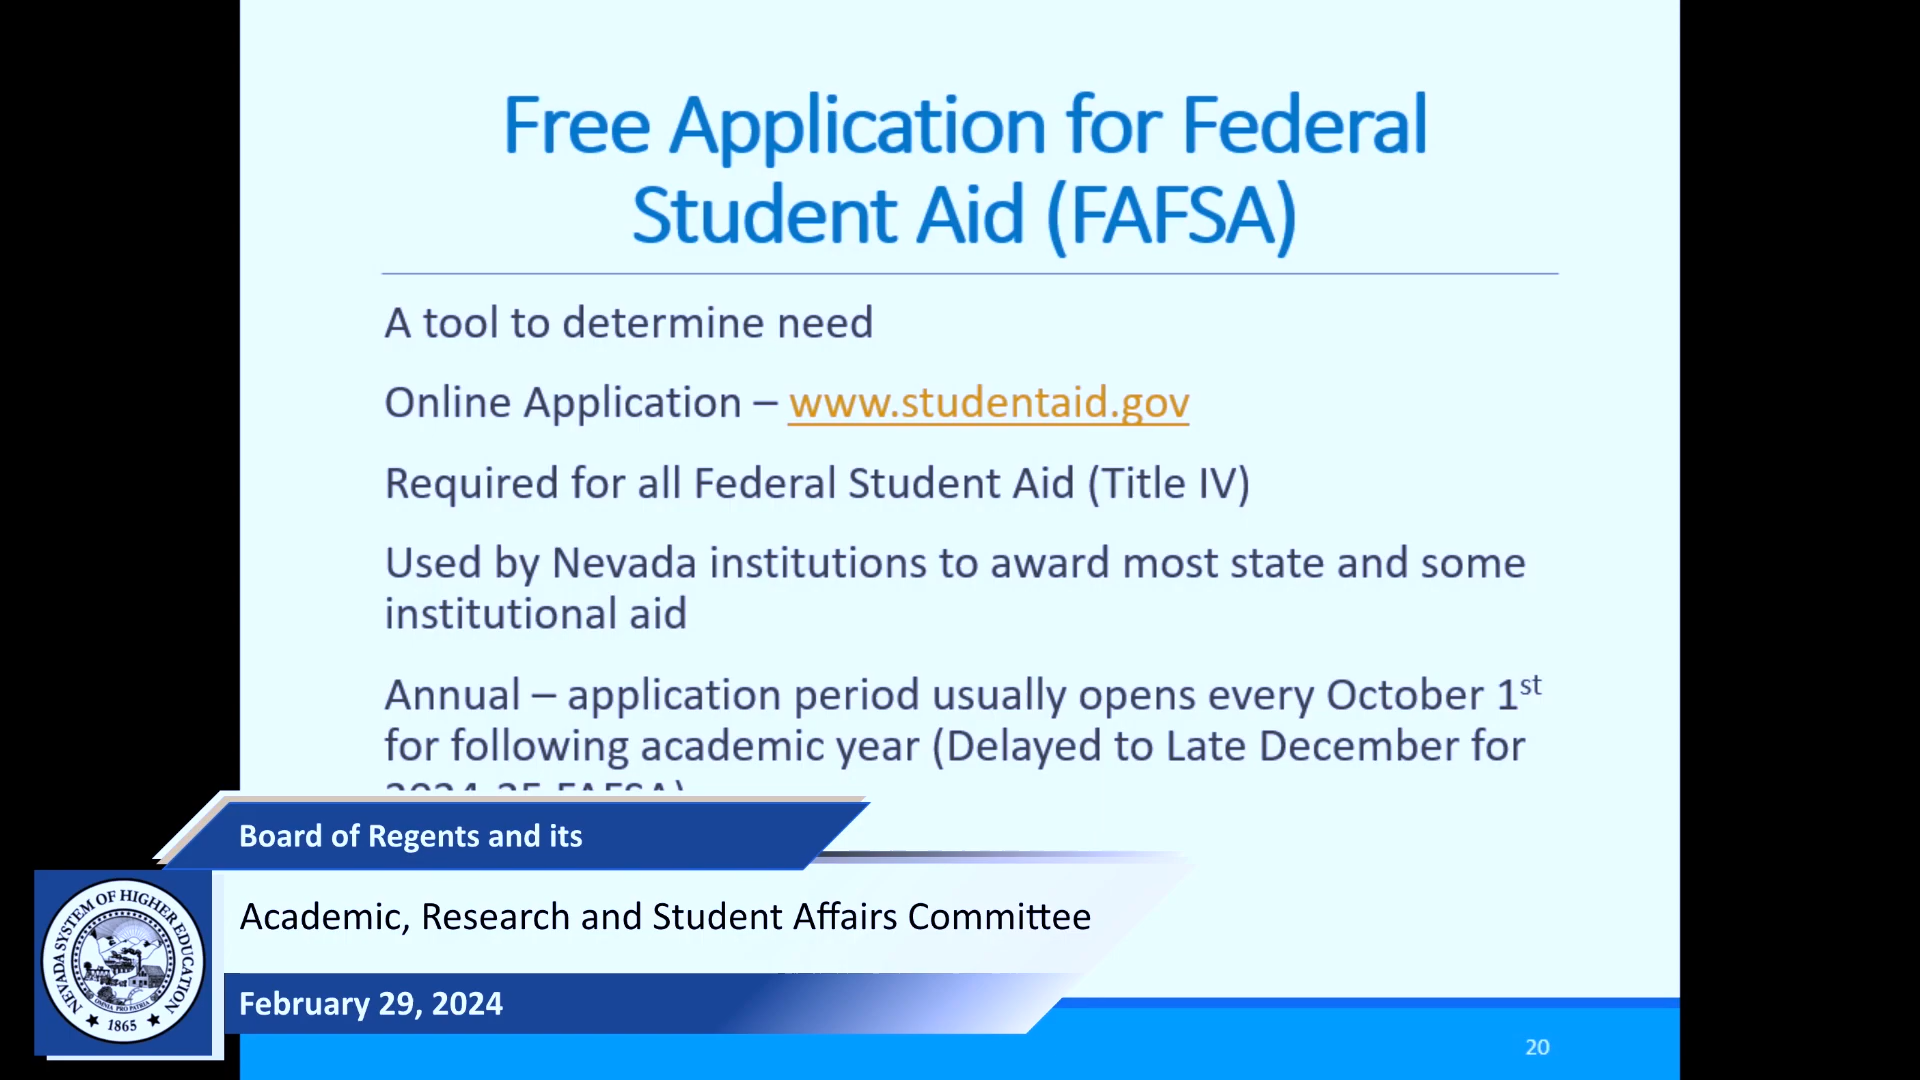 Free Application for Federal
Student Aid (FAFSA)
A tool to determine need
Online Application – www.studentaid.gov
Required for all Federal Student Aid (Title IV)
Used by Nevada institutions to award most state and some
institutional aid
Annual – application period usually opens every October 1st
for following academic year (Delayed to Late December for
2024-25 FAFSA)
Board of Regents and its
Academic, Research and Student Affairs Committee
February 29, 2024
NEVADA SYSTEM OF HIGHER EDUCATION
1865
20